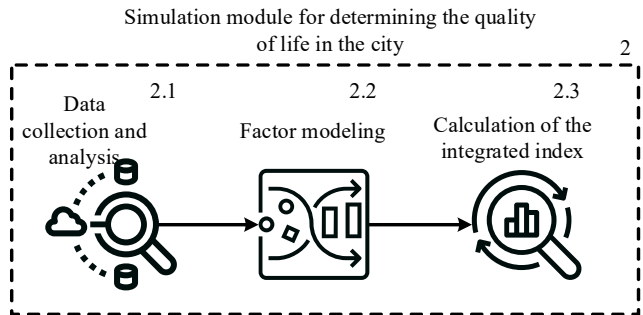 Simulation module for determining the quality
of life in the city
2
2.1
Data
collection and
analysis
2.2
Factor modeling
2.3
Calculation of the
integrated index